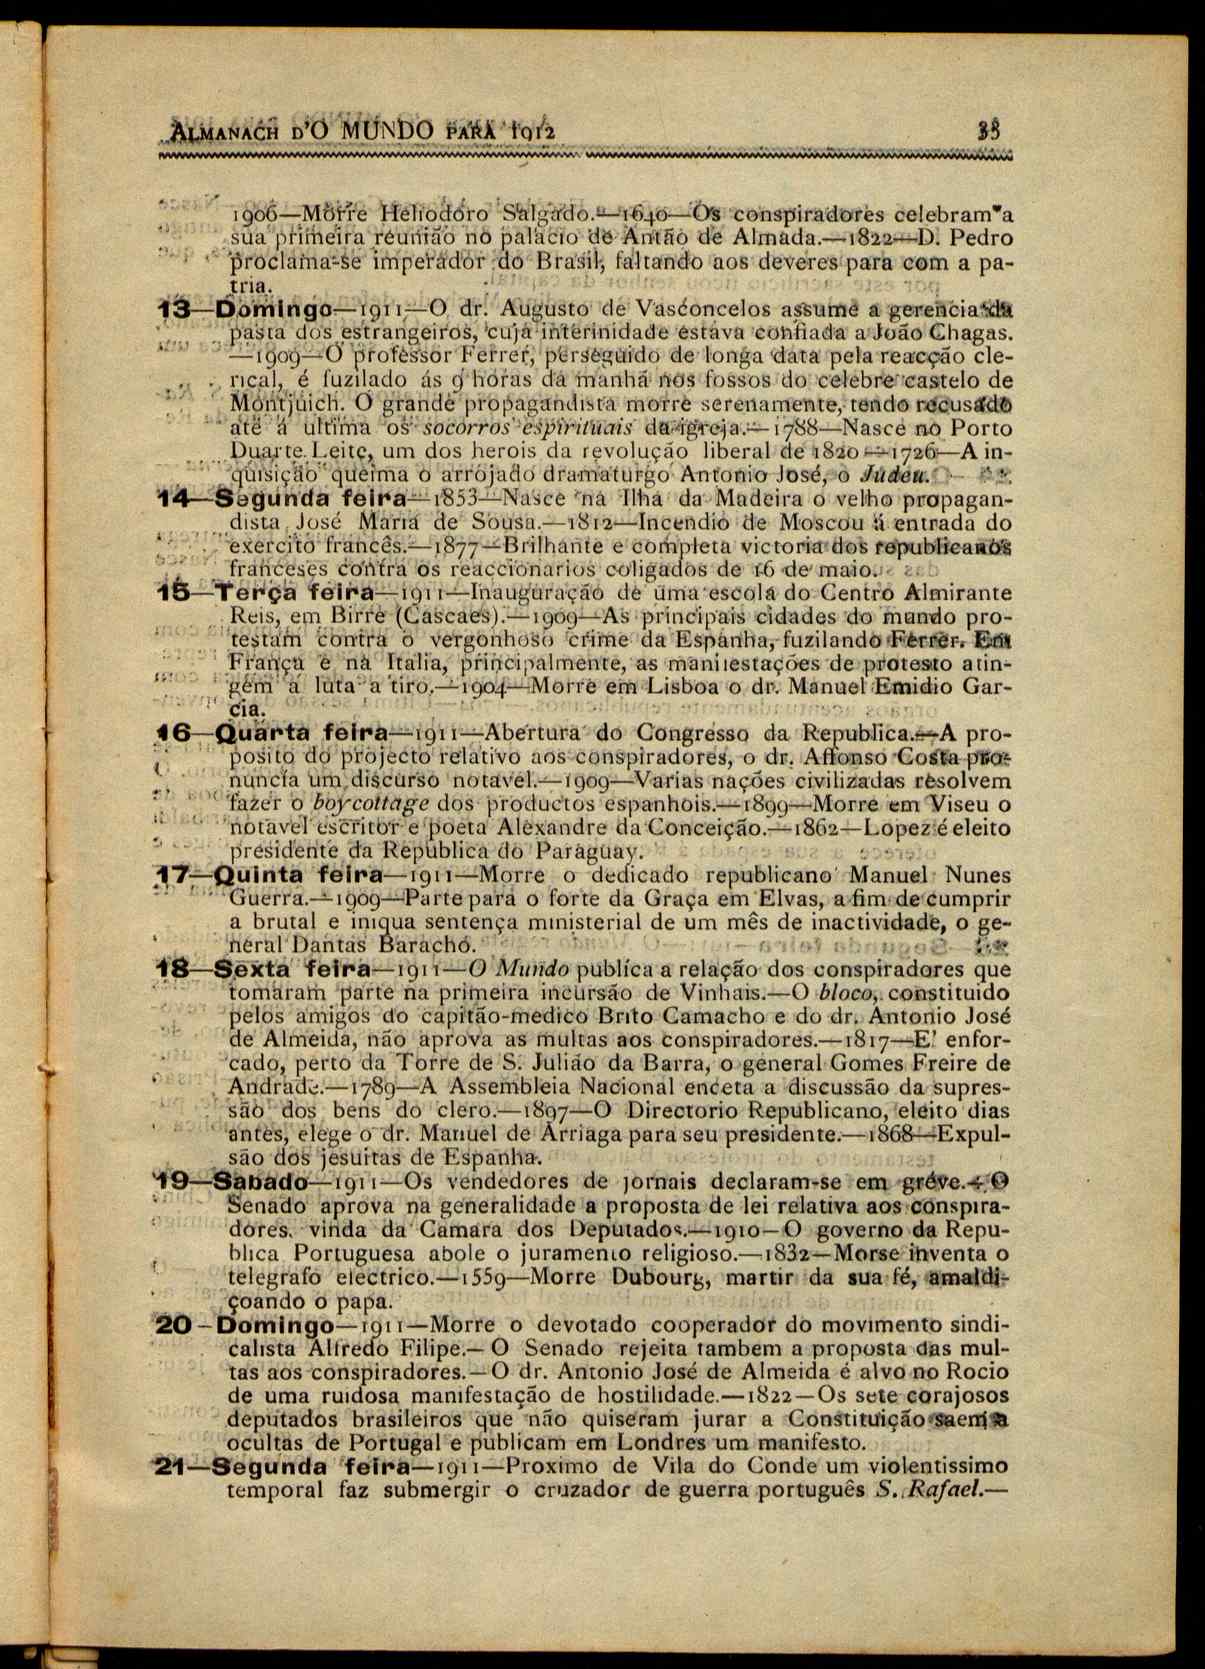 ALMANACH D'O MUNDO PARA 1912 33
1906—Morre Heliodoro Salgado.—1640—Os conspiradores celebram a
sua primeira reunião no palacio de Antão de Almada.—1822—D. Pedro
proclama-se imperador do Brasil, faltando aos deveres para com a pa-
tria.
13—Domingo—1911—O dr. Augusto de Vasconcelos assume a gerencia da
pasta dos estrangeiros, cuja interinidade estava confiada a João Chagas.
—1909—O professor Ferrer, perseguido de longa data pela reacção cle-
rical, é fuzilado ás 9 horas da manhã nos fossos do celebre castelo de
Montjuich. O grande propagandista morre serenamente, tendo recusado
até á ultima os socorros espirituais da igreja.—1788—Nasce no Porto
Duarte Leite, um dos herois da revolução liberal de 1820—1726—A in-
quisição queima o arrojado dramaturgo Antonio José, o Judeu.
14—Segunda feira—1853—Nasce na Ilha da Madeira o velho propagan-
dista José Maria de Sousa.—1812—Incendio de Moscou á entrada do
exercito francês.—1877—Brilhante e completa victoria dos republicanos
franceses contra os reaccionarios coligados de 16 de maio.
15—Terça feira—1911—Inauguração de uma escola do Centro Almirante
Reis, em Birre (Cascaes).—1909—As principais cidades do mundo pro-
testam contra o vergonhoso crime da Espanha, fuzilando Ferrer. Em
França e na Italia, principalmente, as manifestações de protesto atin-
gem a luta a tiro.—1904—Morre em Lisboa o dr. Manuel Emidio Gar-
cia.
16—Quarta feira—1911—Abertura do Congresso da Republica.—A pro-
posito do projecto relativo aos conspiradores, o dr. Affonso Costa pro-
nuncia um discurso notavel.—1909—Varias nações civilizadas resolvem
fazer o boycottage dos productos espanhois.—1899—Morre em Viseu o
notavel escritor e poeta Alexandre da Conceição.—1862—Lopez é eleito
presidente da Republica do Paraguay.
17—Quinta feira—1911—Morre o dedicado republicano Manuel Nunes
Guerra.—1909—Parte para o forte da Graça em Elvas, a fim de cumprir
a brutal e iniqua sentença ministerial de um mês de inactividade, o ge-
neral Dantas Baracho.
18—Sexta feira—1911—O Mundo publica a relação dos conspiradores que
tomaram parte na primeira incursão de Vinhais.—O bloco, constituido
pelos amigos do capitão-medico Brito Camacho e do dr. Antonio José
de Almeida, não aprova as multas aos conspiradores.—1817—E' enfor-
cado, perto da Torre de S. Julião da Barra, o general Gomes Freire de
Andrade.—1789—A Assembleia Nacional enceta a discussão da supres-
são dos bens do clero.—1897—O Directorio Republicano, eleito dias
antes, elege o dr. Manuel de Arriaga para seu presidente.—1868—Expul-
são dos jesuitas de Espanha.
19—Sabado—1911—Os vendedores de jornais declaram-se em gréve.—O
Senado aprova na generalidade a proposta de lei relativa aos conspira-
dores, vinda da Camara dos Deputados.—1910—O governo da Repu-
blica Portuguesa abole o juramento religioso.—1832—Morse inventa o
telegrafo electrico.—1559—Morre Dubourg, martir da sua fé, amaldi-
çoando o papa.
20—Domingo—1911—Morre o devotado cooperador do movimento sindi-
calista Alfredo Filipe.—O Senado rejeita tambem a proposta das mul-
tas aos conspiradores.—O dr. Antonio José de Almeida é alvo no Rocio
de uma ruidosa manifestação de hostilidade.—1822—Os sete corajosos
deputados brasileiros que não quiseram jurar a Constituição saem a
ocultas de Portugal e publicam em Londres um manifesto.
21—Segunda feira—1911—Proximo de Vila do Conde um violentissimo
temporal faz submergir o cruzador de guerra português S. Rafael.—